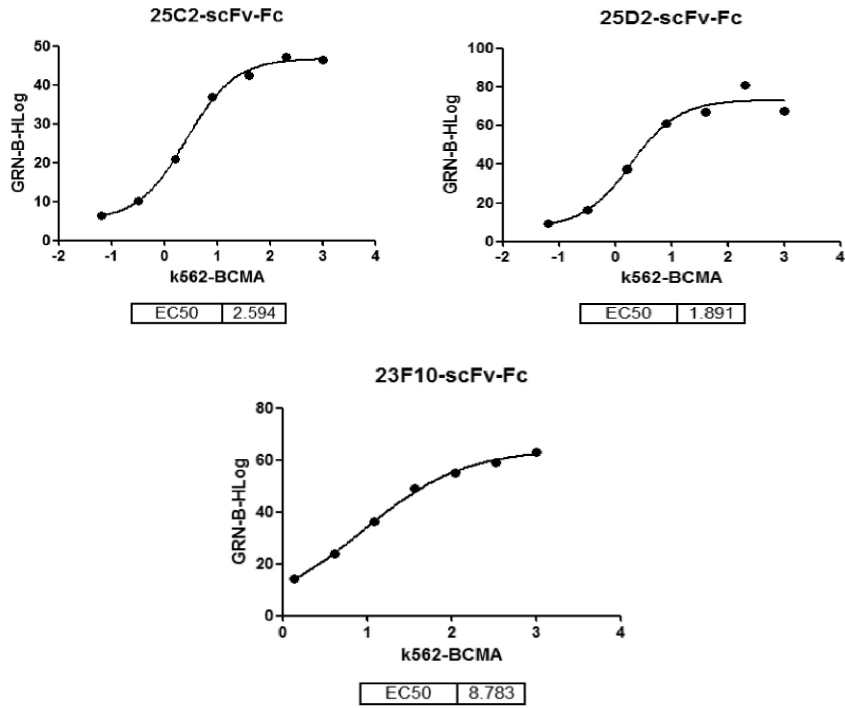 25C2-scFv-Fc
50
40
30
20
10
0
GRN-B-HLog
-2 -1 0 1 2 3 4
k562-BCMA
EC50 2.594
25D2-scFv-Fc
100
80
60
40
20
0
GRN-B-HLog
-2 -1 0 1 2 3 4
k562-BCMA
EC50 1.891
23F10-scFv-Fc
80
60
40
20
0
GRN-B-HLog
0 1 2 3 4
k562-BCMA
EC50 8.783